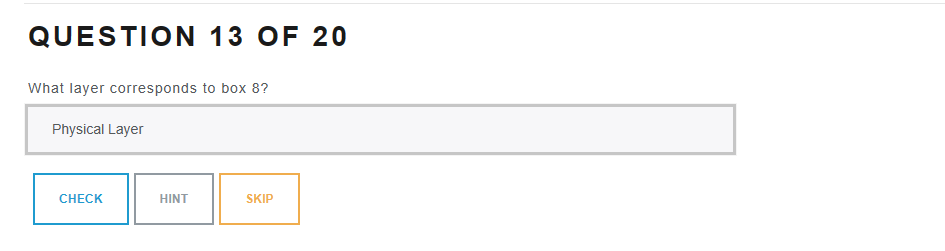 QUESTION 13 OF 20
What layer corresponds to box 8?
Physical Layer
CHECK HINT SKIP